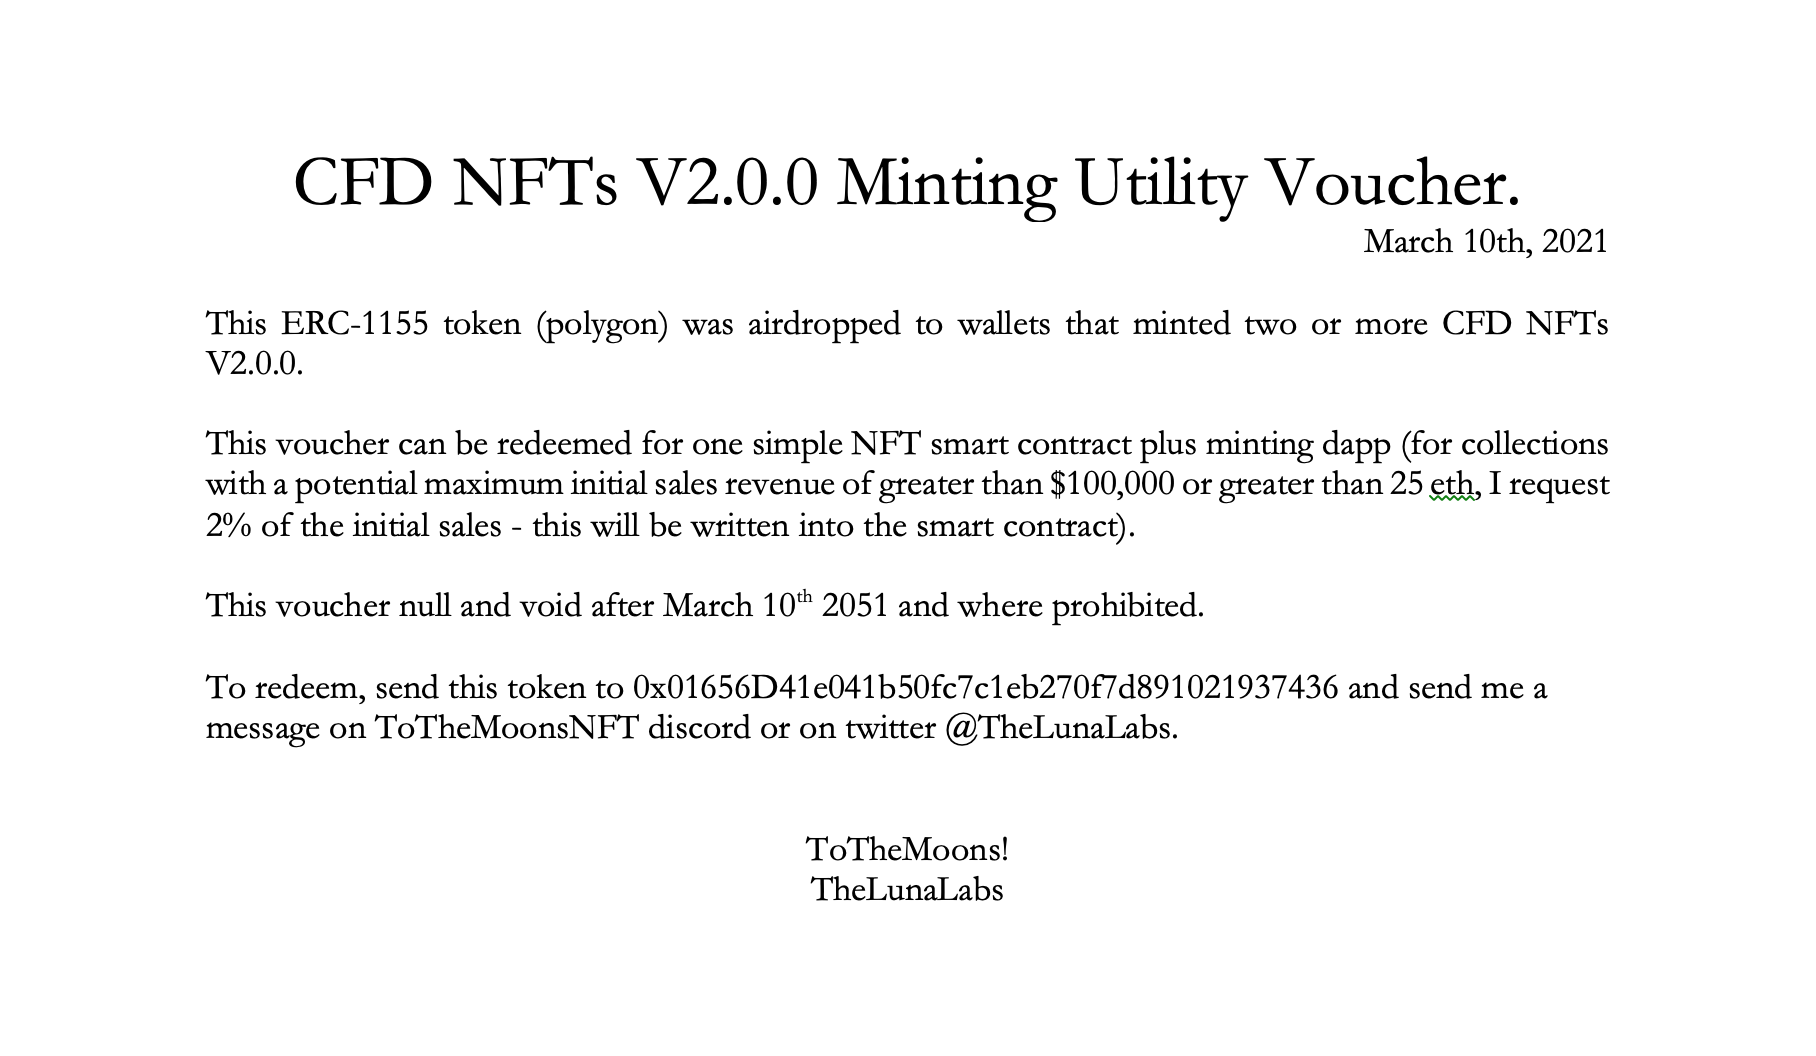 CFD NFTs V2.0.0 Minting Utility Voucher.
March 10th, 2021
This ERC-1155 token (polygon) was airdropped to wallets that minted two or more CFD NFTs
V2.0.0.
This voucher can be redeemed for one simple NFT smart contract plus minting dapp (for collections
with a potential maximum initial sales revenue of greater than $100,000 or greater than 25 eth, I request
2% of the initial sales - this will be written into the smart contract).
This voucher null and void after March 10th 2051 and where prohibited.
To redeem, send this token to 0x01656D41e041b50fc7c1eb270f7d891021937436 and send me a
message on ToTheMoonsNFT discord or on twitter @TheLunaLabs.
ToTheMoons!
TheLunaLabs